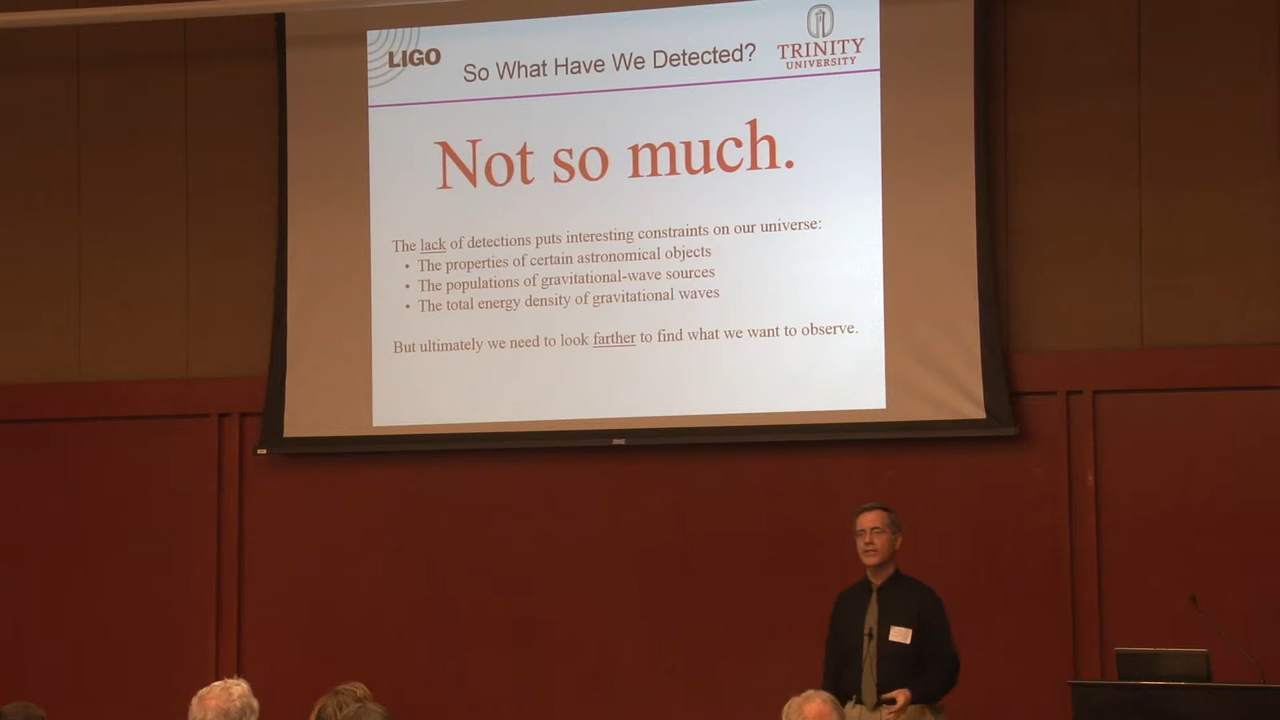 LIGO
So What Have We Detected?
TRINITY
UNIVERSITY
Not so much.
The lack of detections puts interesting constraints on our universe:
• The properties of certain astronomical objects
• The populations of gravitational-wave sources
• The total energy density of gravitational waves
But ultimately we need to look farther to find what we want to observe.